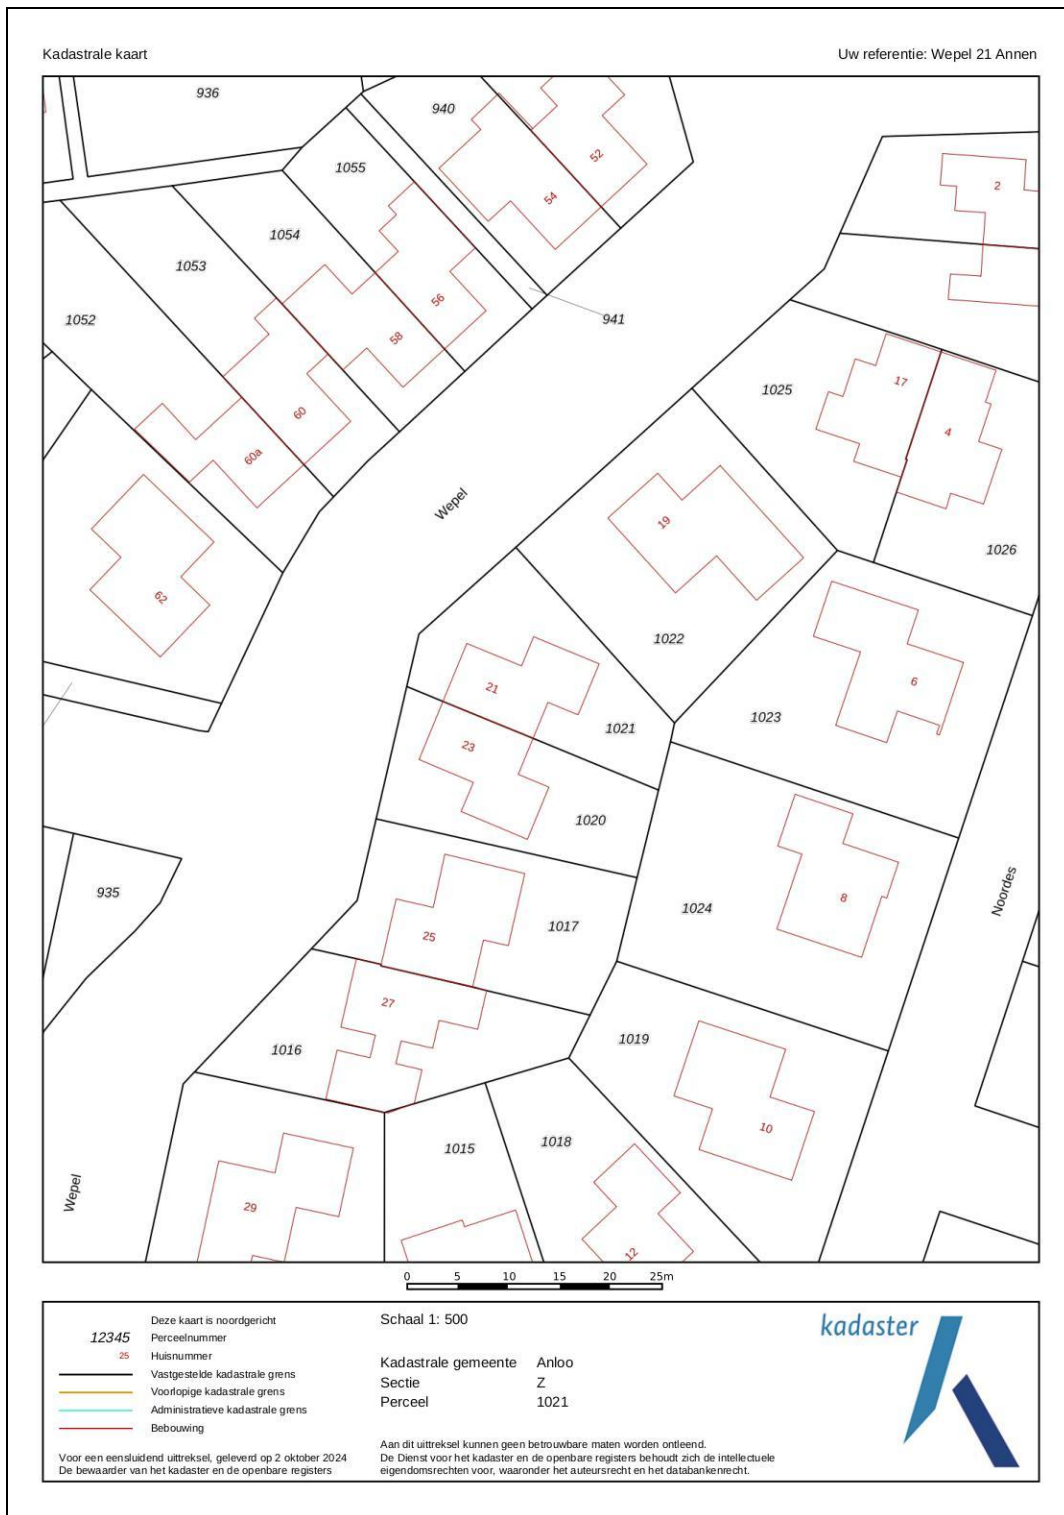 Kadastrale kaart
Uw referentie: Wepel 21 Annen
936
940
52
1055
54
2
1054
1053
56
1052
941
58
17
1025
60
4
60a
Wepel
19
1026
62
1022
6
21
1021
1023
23
1020
8
Noordes
935
1024
1017
25
27
1019
1016
10
1018
1015
Wepel
29
12
0 5 10 15 20 25m
Deze kaart is noordgericht
12345 Perceelnummer
25 Huisnummer
Vastgestelde kadastrale grens
Voorlopige kadastrale grens
Administratieve kadastrale grens
Bebouwing
Voor een eensluidend uittreksel, geleverd op 2 oktober 2024
De bewaarder van het kadaster en de openbare registers
Schaal 1: 500
Kadastrale gemeente Anloo
Sectie Z
Perceel 1021
Aan dit uittreksel kunnen geen betrouwbare maten worden ontleend.
De Dienst voor het kadaster en de openbare registers behoudt zich de intellectuele
eigendomsrechten voor, waaronder het auteursrecht en het databankenrecht.
kadaster